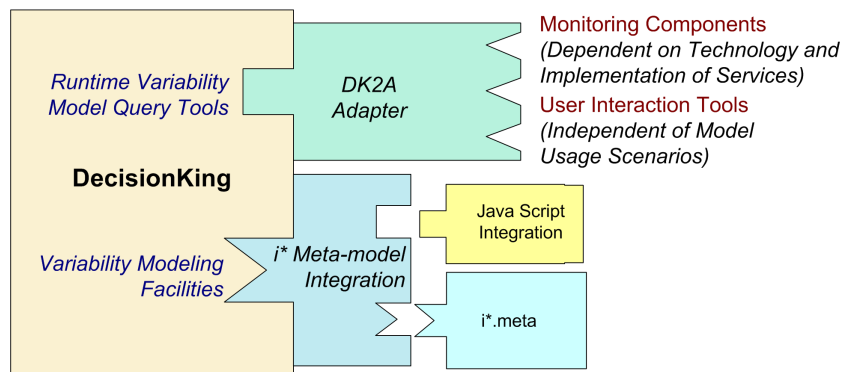 Runtime Variability
Model Query Tools
DecisionKing
Variability Modeling
Facilities
DK2A
Adapter
Monitoring Components
(Dependent on Technology and
Implementation of Services)
User Interaction Tools
(Independent of Model
Usage Scenarios)
i* Meta-model
Integration
Java Script
Integration
i*.meta